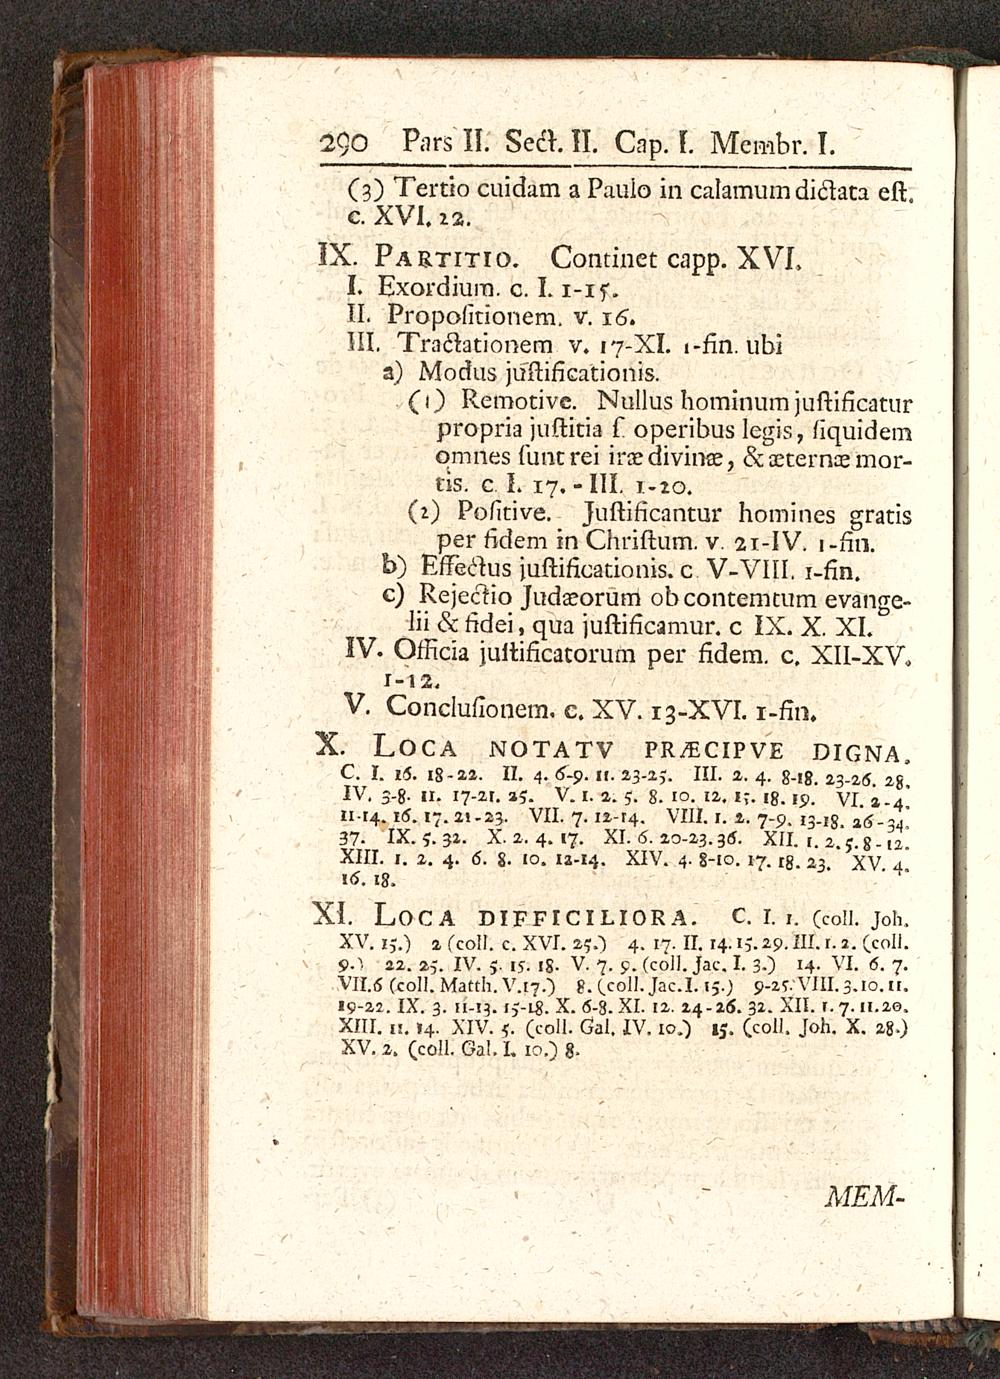 290 Pars II. Sect. II. Cap. I. Membr. I.
(3) Tertio cuidam a Paulo in calamum dictata eſt.
c. XVI. 22.
IX. PARTITIO. Continet capp. XVI.
I. Exordium. c. I. 1-15.
II. Propoſitionem. v. 16.
III. Tractationem v. 17-XI. 1-fin. ubi
a) Modus juſtificationis.
(1) Remotive. Nullus hominum juſtificatur
propria juſtitia ſ. operibus legis, ſiquidem
omnes ſunt rei iræ divinæ, & æternæ mor-
tis. c. I. 17. - III. 1-20.
(2) Poſitive. Juſtificantur homines gratis
per fidem in Chriſtum. v. 21-IV. 1-fin.
b) Effectus juſtificationis. c. V-VIII. 1-fin.
c) Rejectio Judæorum ob contemtum evange-
lii & fidei, qua juſtificamur. c IX. X. XI.
IV. Officia juſtificatorum per fidem. c. XII-XV.
1-12.
V. Concluſionem. c. XV. 13-XVI. 1-fin.
X. LOCA NOTATV PRÆCIPVE DIGNA.
C. I. 16. 18-22. II. 4. 6-9. 11. 23-25. III. 2. 4. 8-18. 23-26. 28.
IV. 3-8. 11. 17-21. 25. V. 1. 2. 5. 8. 10. 12. 15. 18. 19. VI. 2-4.
11-14. 16. 17. 21-23. VII. 7. 12-14. VIII. 1. 2. 7-9. 13-18. 26-34.
37. IX. 5. 32. X. 2. 4. 17. XI. 6. 20-23. 36. XII. 1. 2. 5. 8-12.
XIII. 1. 2. 4. 6. 8. 10. 12-14. XIV. 4. 8-10. 17. 18. 23. XV. 4.
16. 18.
XI. LOCA DIFFICILIORA. C. I. 1. (coll. Joh.
XV. 15.) 2 (coll. c. XVI. 25.) 4. 17. II. 14. 15. 29. III. 1. 2. (coll.
9.) 22. 25. IV. 5. 15. 18. V. 7. 9. (coll. Jac. I. 3.) 14. VI. 6. 7.
VII. 6 (coll. Matth. V. 17.) 8. (coll. Jac. I. 15.) 9-25. VIII. 3. 10. 11.
19-22. IX. 3. 11-13. 15-18. X. 6-8. XI. 12. 24-26. 32. XII. 1. 7. 11. 20.
XIII. 11. 14. XIV. 5. (coll. Gal. IV. 10.) 15. (coll. Joh. X. 28.)
XV. 2. (coll. Gal. I. 10.) 8.
MEM-